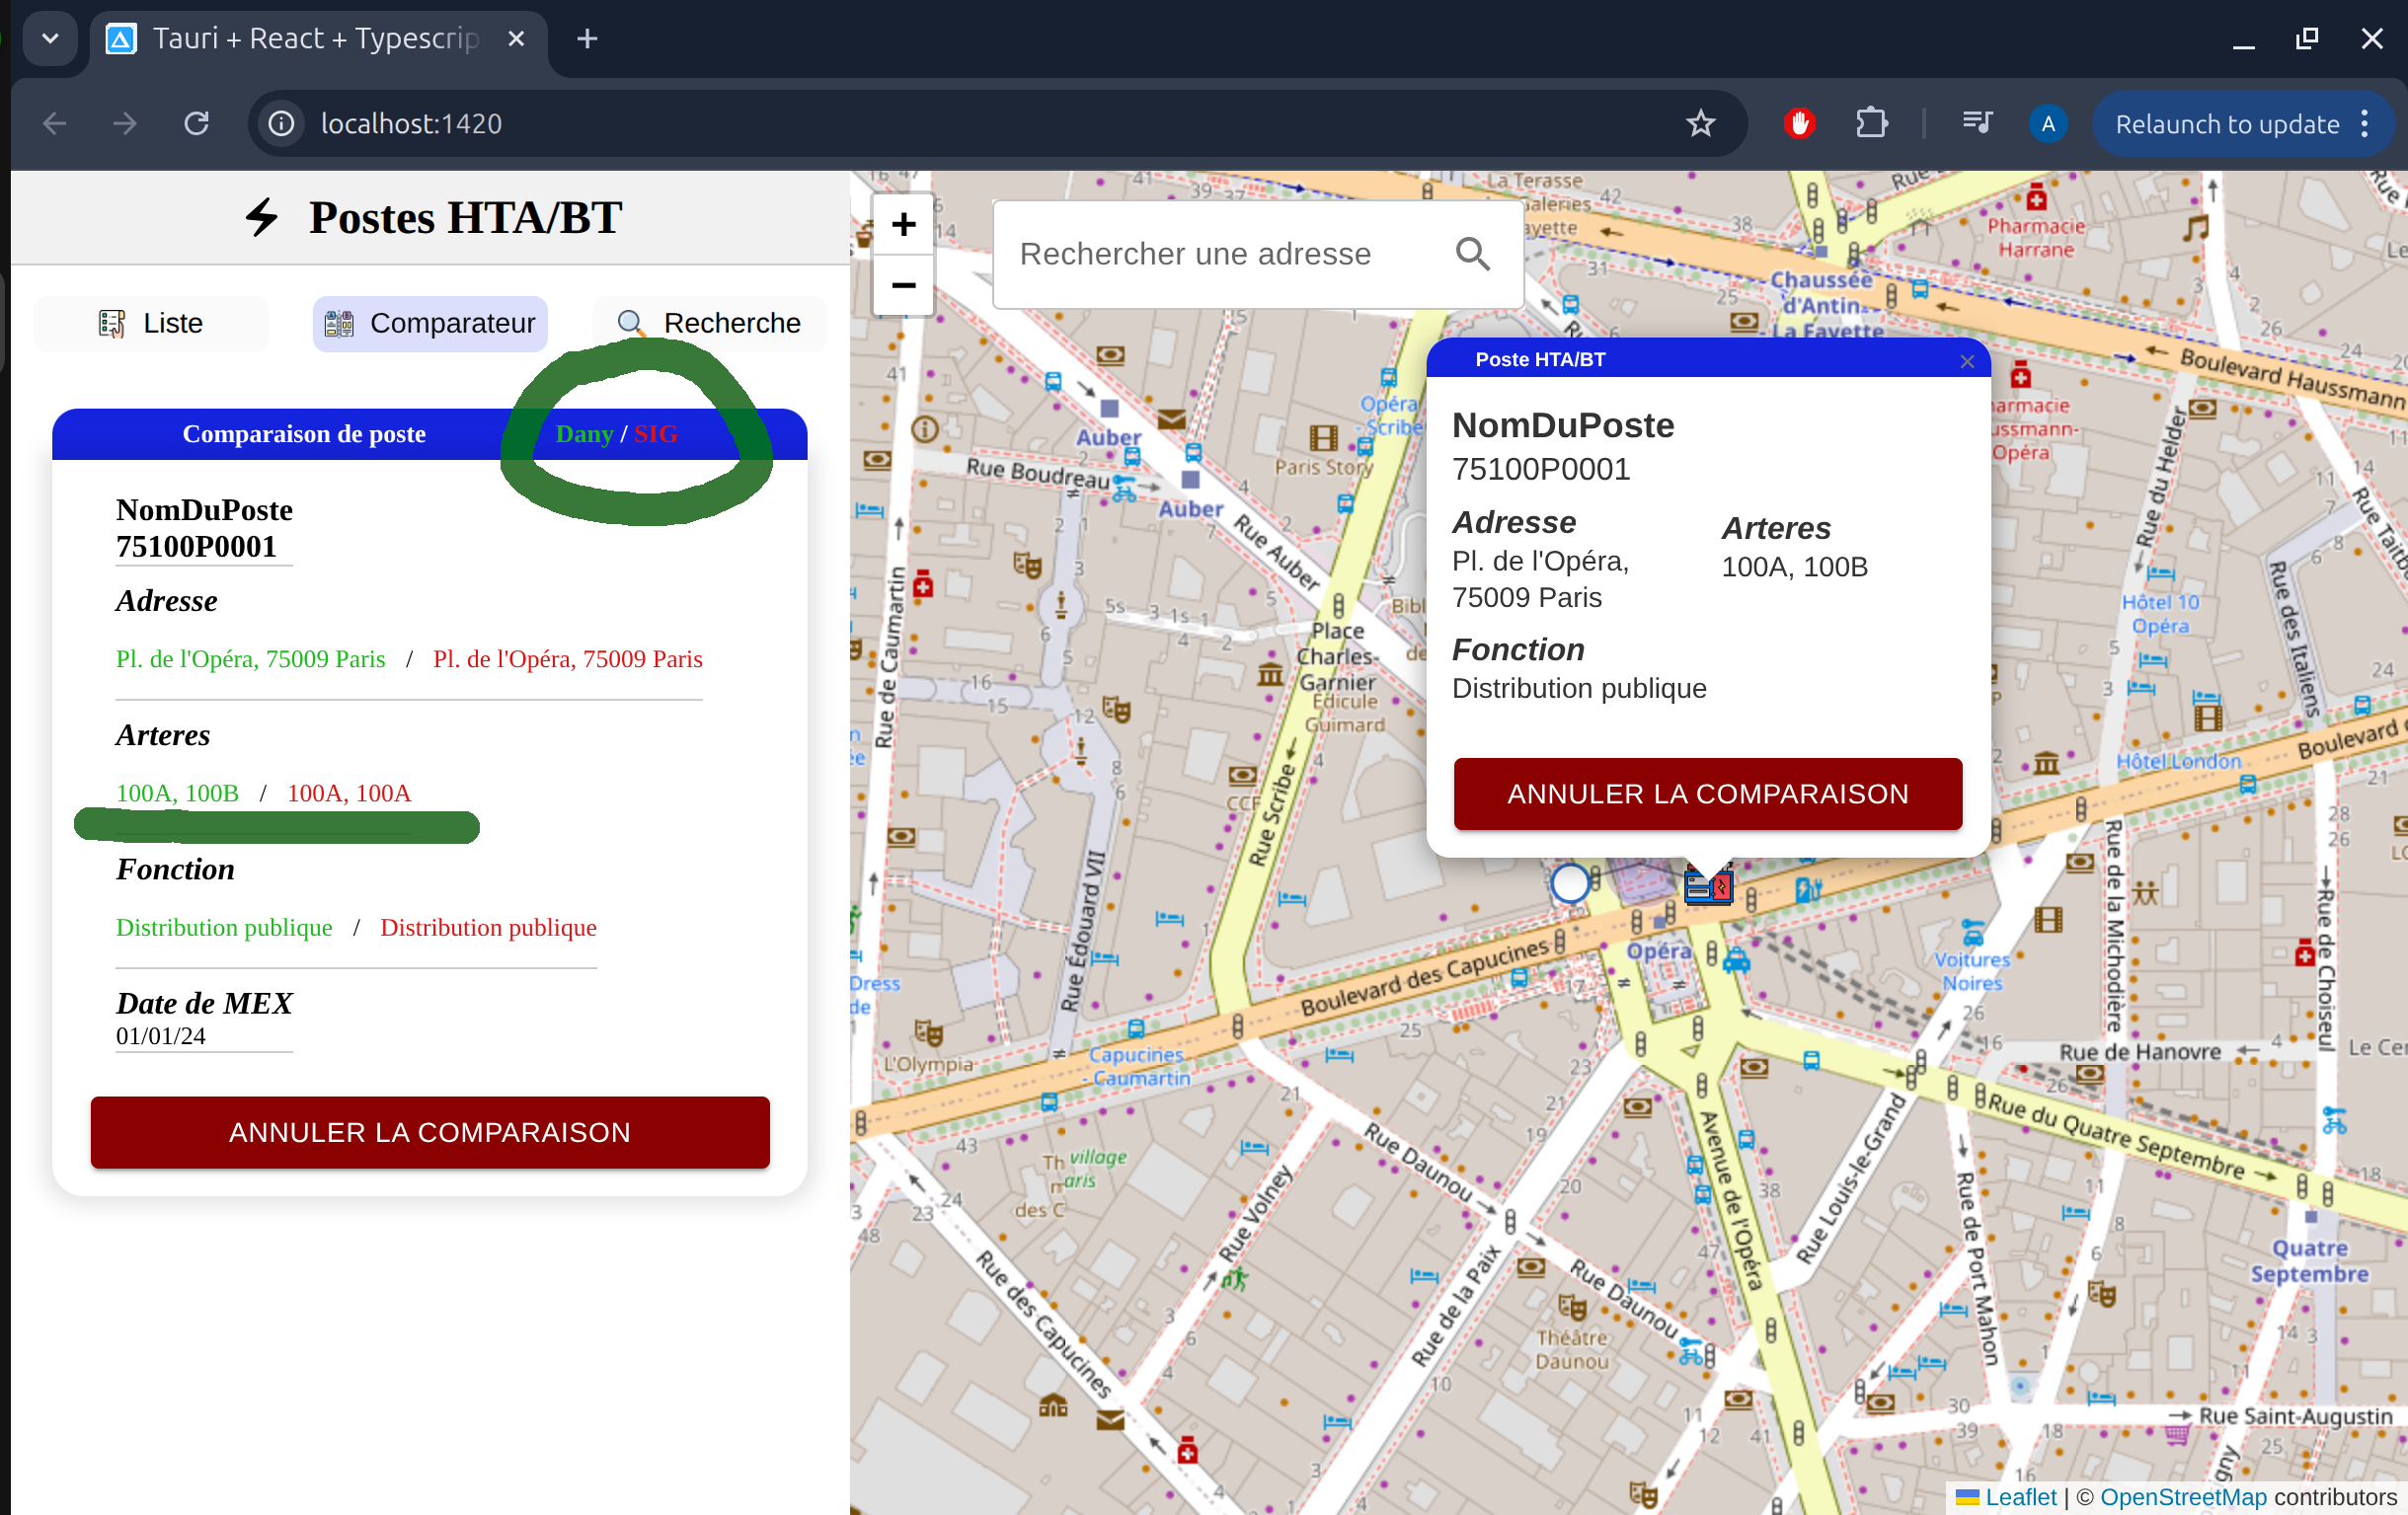 Tauri + React + Typescrip
localhost:1420
A
Relaunch to update
Postes HTA/BT
Liste
Comparateur
Recherche
Comparaison de poste
Dany / SIG
NomDuPoste
75100P0001
Adresse
Pl. de l'Opéra, 75009 Paris / Pl. de l'Opéra, 75009 Paris
Arteres
100A, 100B / 100A, 100A
Fonction
Distribution publique / Distribution publique
Date de MEX
01/01/24
ANNULER LA COMPARAISON
+
−
Rechercher une adresse
Poste HTA/BT
×
NomDuPoste
75100P0001
Adresse
Pl. de l'Opéra,
75009 Paris
Arteres
100A, 100B
Fonction
Distribution publique
ANNULER LA COMPARAISON
La Terasse
Pharmacie
Harrane
Chaussée
d'Antin
- La Fayette
Boulevard Haussmann
Auber
Auber
Opéra
- Scribe
Paris Story
Rue Boudreau
Rue Auber
Rue de Caumartin
Place
Charles-
Garnier
Édicule
Guimard
Rue Scribe
Rue Édouard VII
Rue du Helder
Hôtel 10
Opéra
Rue des Italiens
Hôtel London
Boulevard
Rue de la Michodière
Rue de Choiseul
Opéra
Voitures
Noires
Boulevard des Capucines
Capucines
- Caumartin
L'Olympia
Rue de Hanovre
Rue du Quatre Septembre
Rue Daunou
Avenue de l'Opéra
Rue Louis-le-Grand
Rue de Port Mahon
Quatre
Septembre
village
Rue Volney
Rue des Capucines
Rue de la Paix
Rue Daunou
Théâtre
Daunou
Rue Saint-Augustin
Leaflet | © OpenStreetMap contributors